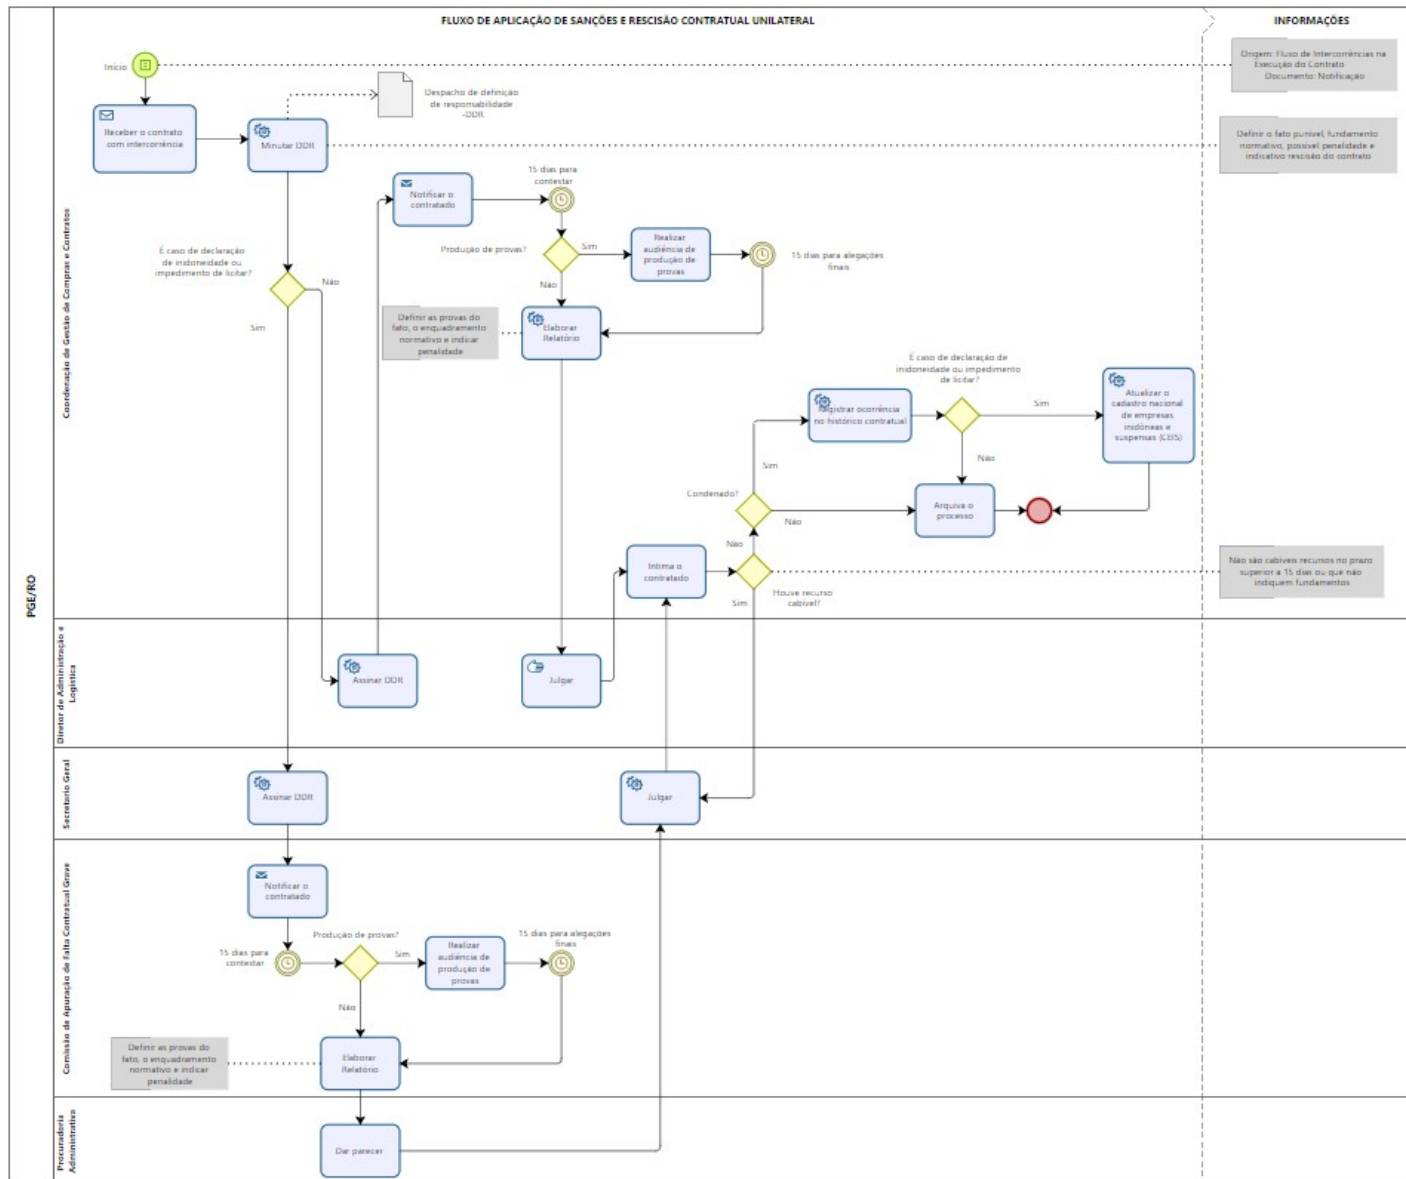 FLUXO DE APLICAÇÃO DE SANÇÕES E RESCISÃO CONTRATUAL UNILATERAL
INFORMAÇÕES
PGE/RO
Coordenação de Gestão de Compras e Contratos
Início
Origem: Fluxo de Intercorrências na
Execução do Contrato
Documento: Notificação
Receber o contrato
com intercorrência
Minutar DDR
Despacho de definição
de responsabilidade
-DDR
Definir o fato punível, fundamento
normativo, possível penalidade e
indicativo rescisão do contrato
Notificar o
contratado
15 dias para
contestar
É caso de declaração
de inidoneidade ou
impedimento de licitar?
Não
Sim
Produção de provas?
Sim
Não
Realizar
audiência de
produção de
provas
15 dias para alegações
finais
Definir as provas do
fato, o enquadramento
normativo e indicar
penalidade
Elaborar
Relatório
É caso de declaração de
inidoneidade ou impedimento
de licitar?
Registrar ocorrência
no histórico contratual
Sim
Não
Atualizar o
cadastro nacional
de empresas
inidôneas e
suspensas (CEIS)
Sim
Condenado?
Não
Arquiva o
processo
Não
Intima o
contratado
Houve recurso
cabível?
Sim
Não são cabíveis recursos no prazo
superior a 15 dias ou que não
indiquem fundamentos
Diretor de Administração e
Logística
Assinar DDR
Julgar
Secretario Geral
Assinar DDR
Julgar
Comissão de Apuração de Falta Contratual Grave
Notificar o
contratado
15 dias para
contestar
Produção de provas?
Sim
Não
Realizar
audiência de
produção de
provas
15 dias para alegações
finais
Definir as provas do
fato, o enquadramento
normativo e indicar
penalidade
Elaborar
Relatório
Procuradoria
Administrativa
Dar parecer